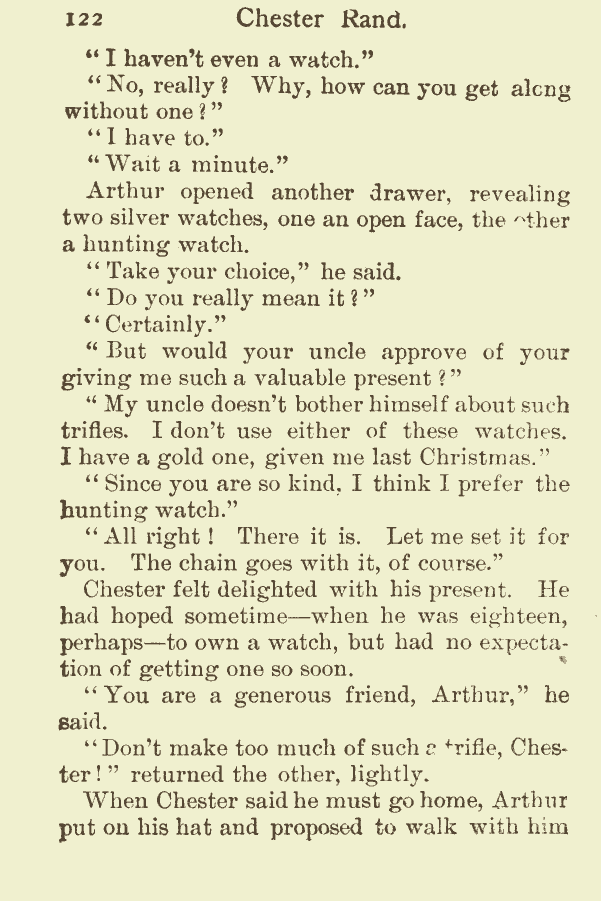 122 Chester Rand.
“I haven't even a watch.”
“No, really? Why, how can you get along
without one?”
“I have to.”
“Wait a minute.”
Arthur opened another drawer, revealing
two silver watches, one an open face, the other
a hunting watch.
“Take your choice,” he said.
“Do you really mean it?”
“Certainly.”
“But would your uncle approve of your
giving me such a valuable present?”
“My uncle doesn't bother himself about such
trifles. I don't use either of these watches.
I have a gold one, given me last Christmas.”
“Since you are so kind, I think I prefer the
hunting watch.”
“All right! There it is. Let me set it for
you. The chain goes with it, of course.”
Chester felt delighted with his present. He
had hoped sometime—when he was eighteen,
perhaps—to own a watch, but had no expecta-
tion of getting one so soon.
“You are a generous friend, Arthur,” he
said.
“Don't make too much of such a trifle, Ches-
ter!” returned the other, lightly.
When Chester said he must go home, Arthur
put on his hat and proposed to walk with him